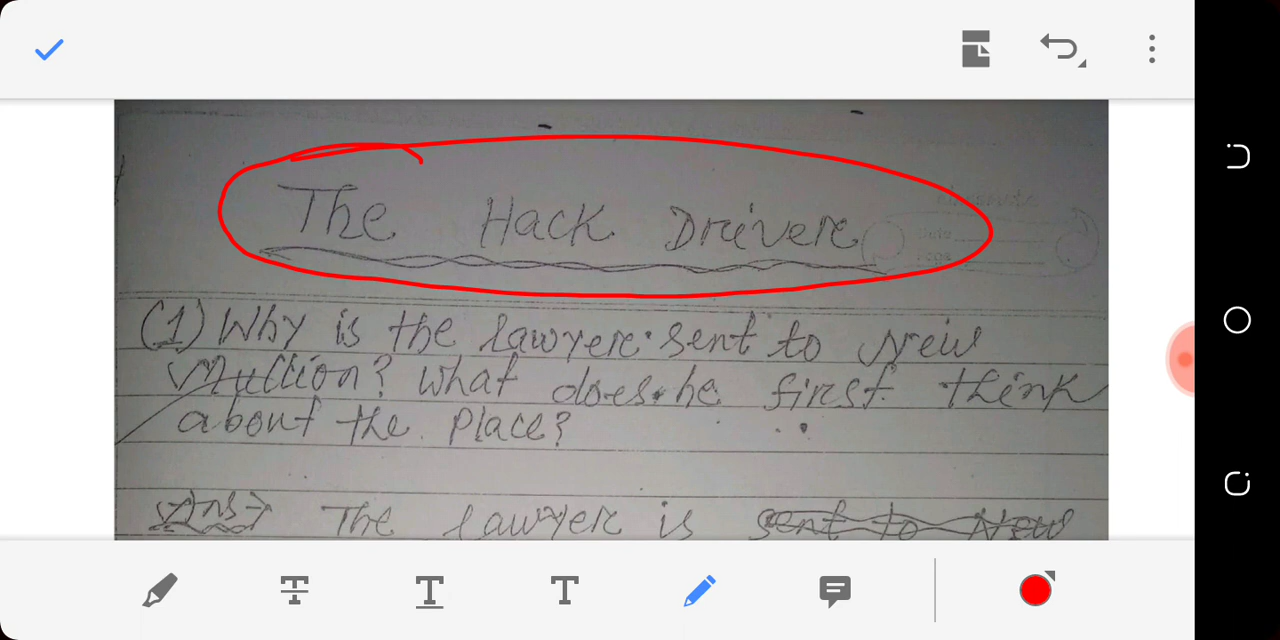 The Hack Driver
(1) Why is the lawyer sent to New
Mullion? What does he first think
about the place?
Ans→ The lawyer is sent to New